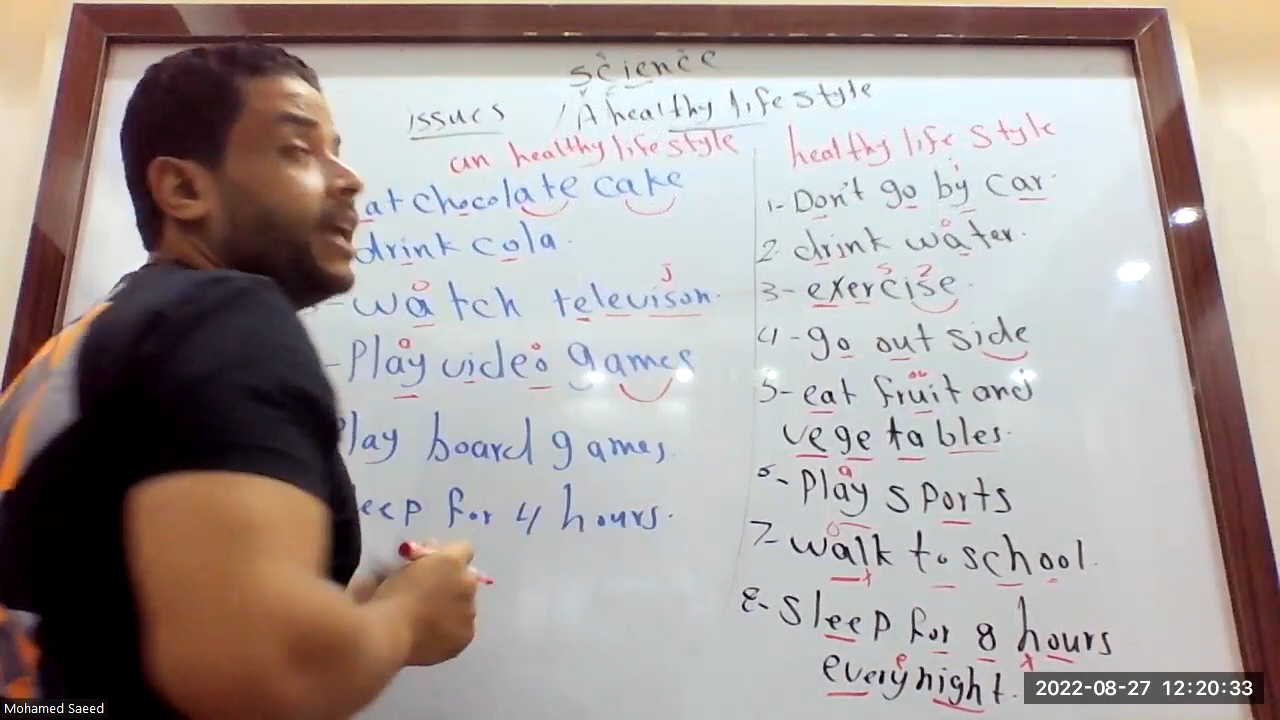 science
issues / A healthy life style
un healthy life style
at chocolate cake
drink cola.
- watch televison.
- Play video games
lay board games.
eep for 4 hours.
healthy life style
1- Don't go by car.
2- drink water.
3- exercise.
4- go out side
5- eat fruit and
vegetables.
6- play sports
7- walk to school.
8- sleep for 8 hours
every night.
Mohamed Saeed
2022-08-27 12:20:33